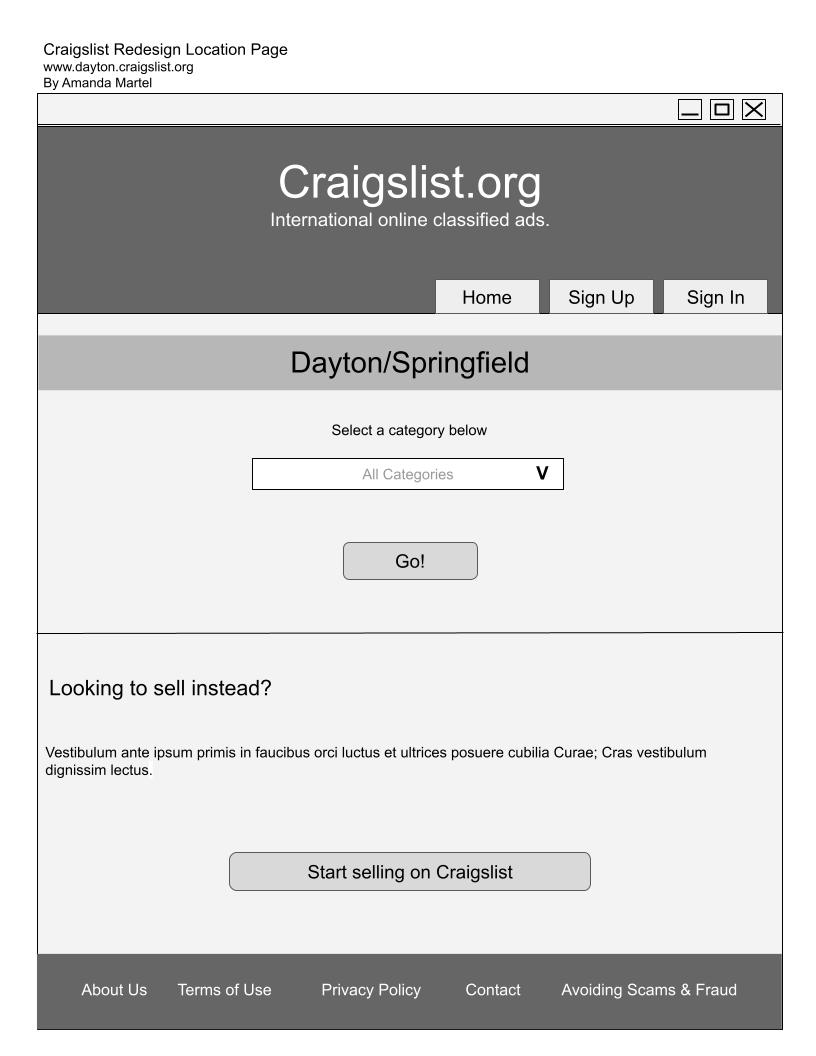 Craigslist Redesign Location Page
www.dayton.craigslist.org
By Amanda Martel
Craigslist.org
International online classified ads.
Home
Sign Up
Sign In
Dayton/Springfield
Select a category below
All Categories V
Go!
Looking to sell instead?
Vestibulum ante ipsum primis in faucibus orci luctus et ultrices posuere cubilia Curae; Cras vestibulum
dignissim lectus.
Start selling on Craigslist
About Us
Terms of Use
Privacy Policy
Contact
Avoiding Scams & Fraud